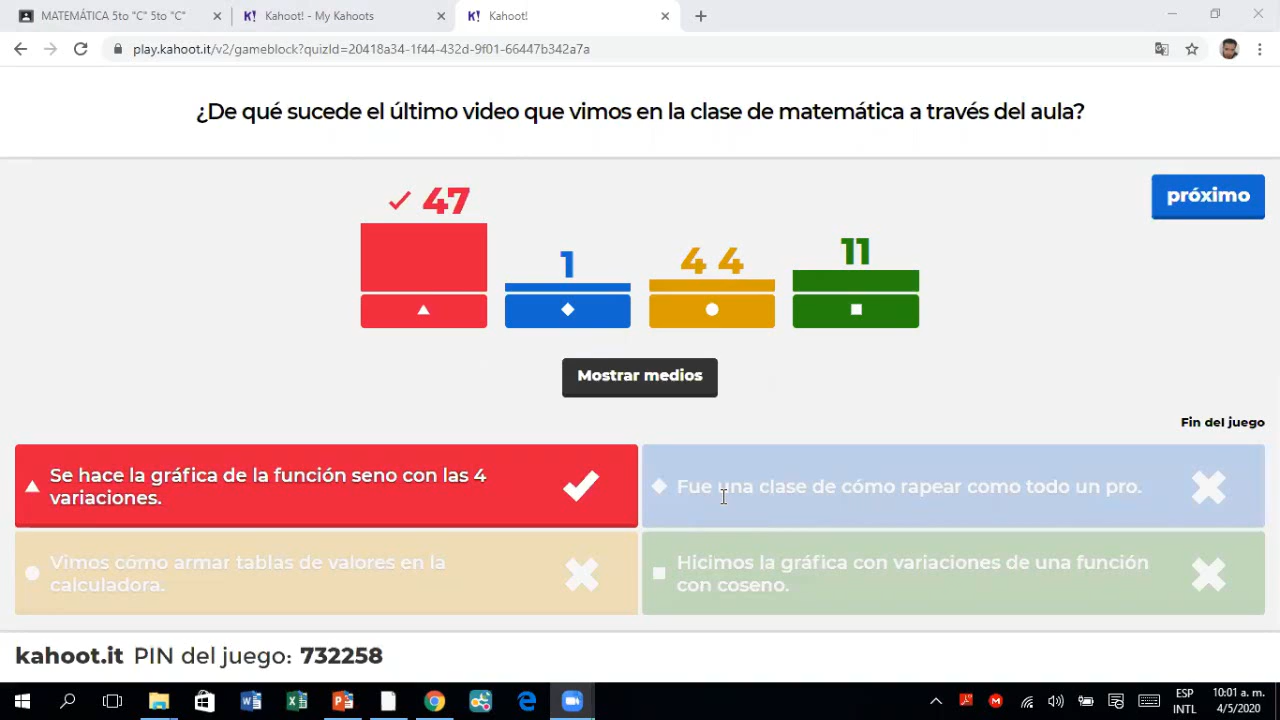 MATEMÁTICA 5to "C" 5to "C"
Kahoot! - My Kahoots
Kahoot!
play.kahoot.it/v2/gameblock?quizId=20418a34-1f44-432d-9f01-66447b342a7a
¿De qué sucede el último video que vimos en la clase de matemática a través del aula?
próximo
47
1
4 4
11
Mostrar medios
Fin del juego
Se hace la gráfica de la función seno con las 4
variaciones.
Fue una clase de cómo rapear como todo un pro.
Vimos cómo armar tablas de valores en la
calculadora.
Hicimos la gráfica con variaciones de una función
con coseno.
kahoot.it PIN del juego: 732258
ESP
INTL
10:01 a. m.
4/5/2020